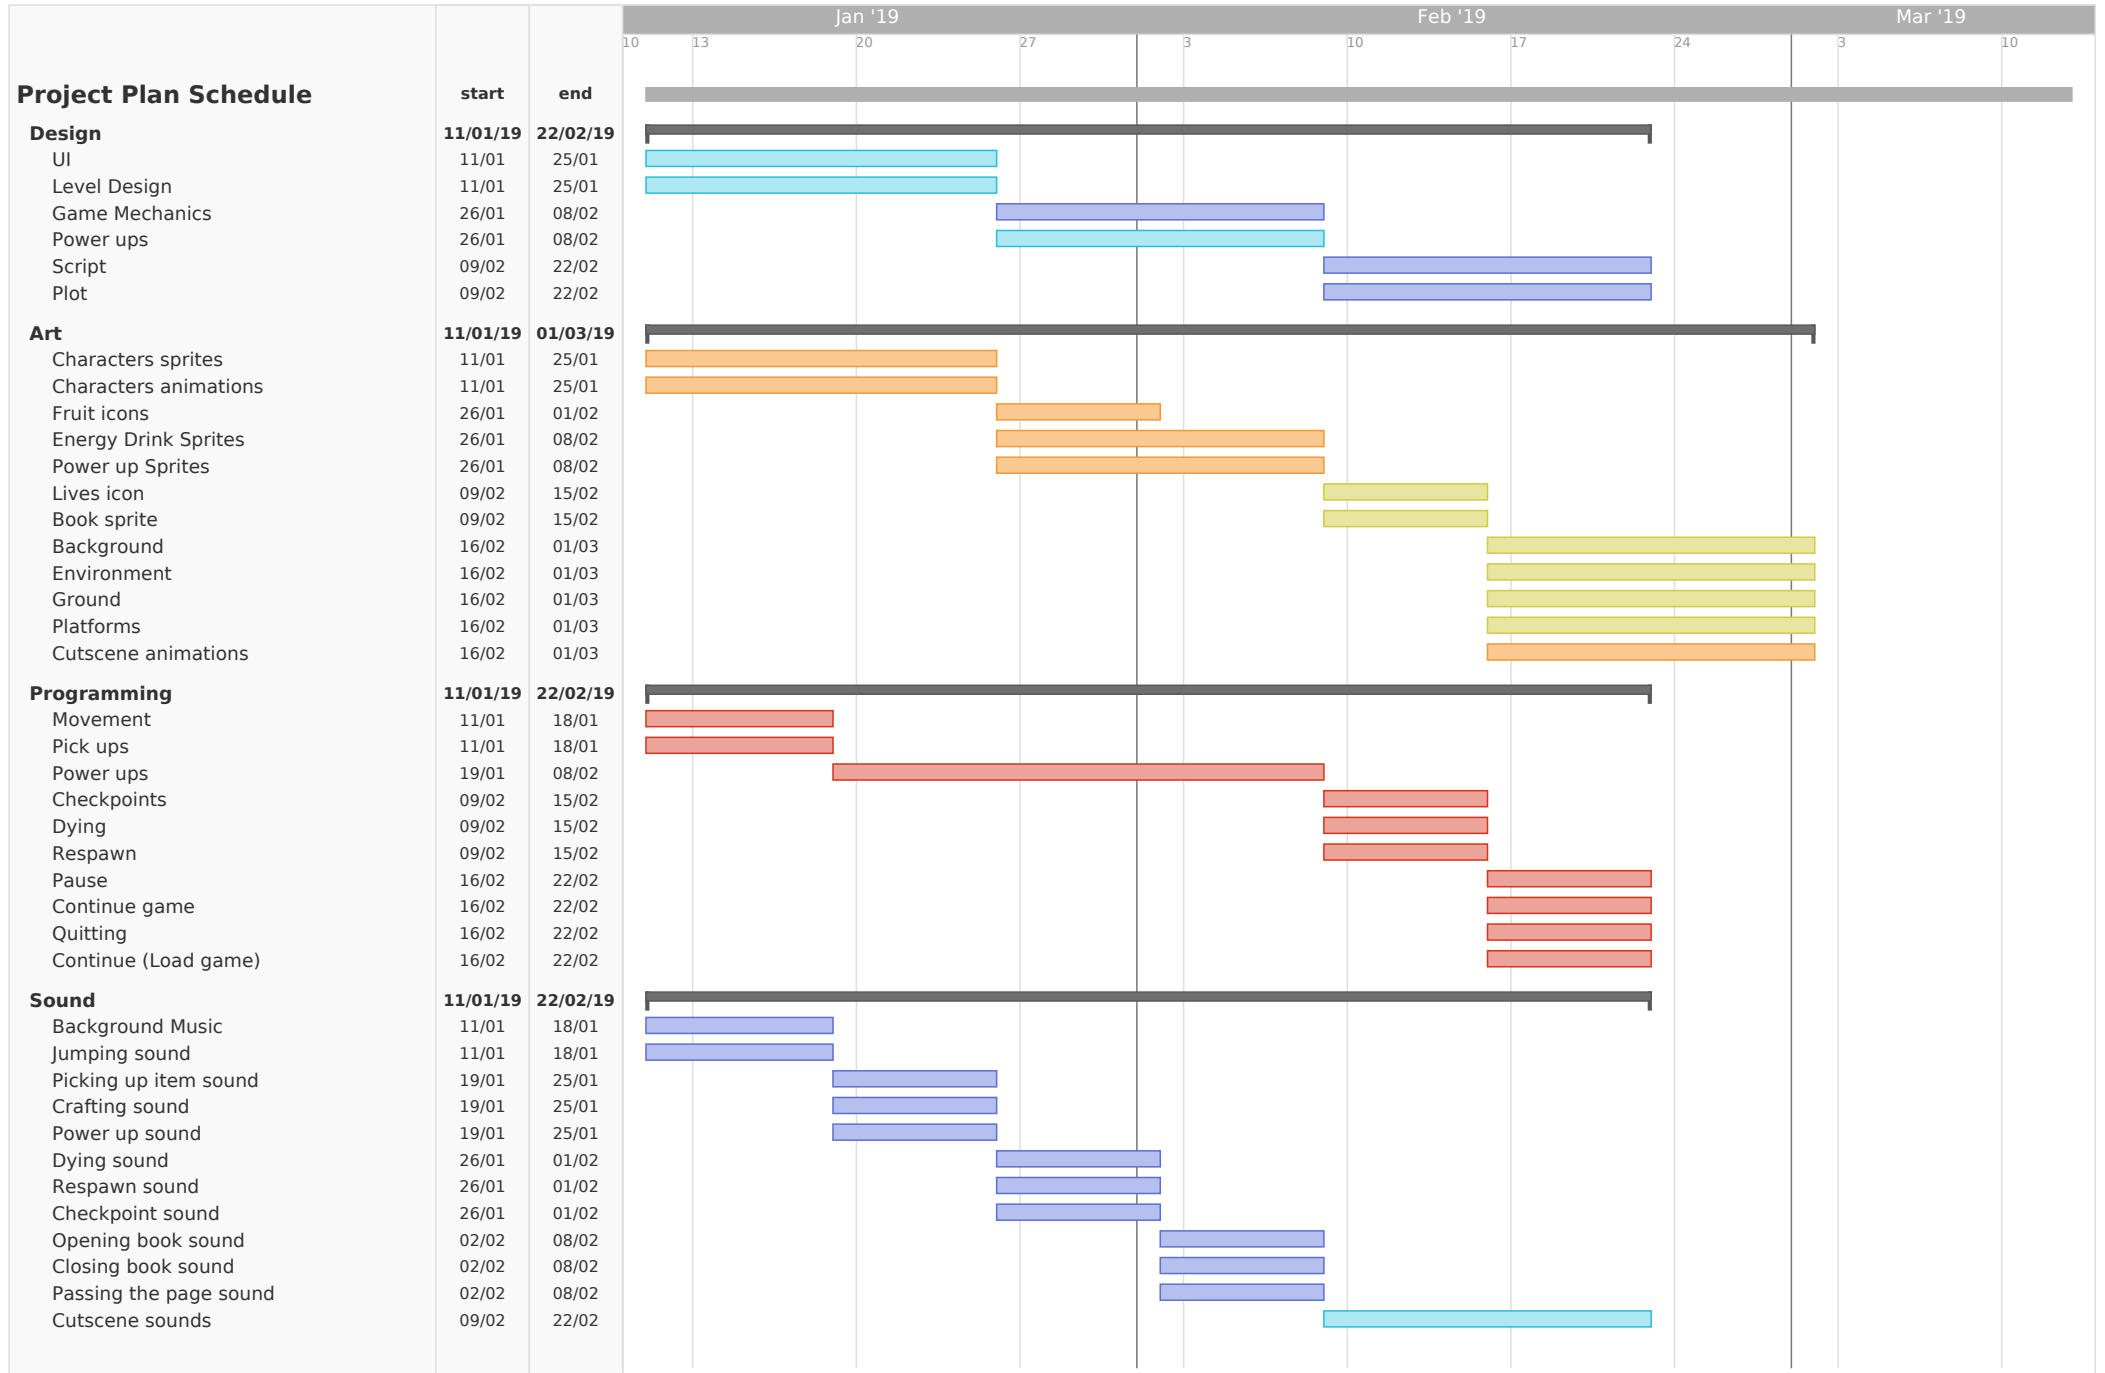 Jan '19 Feb '19 Mar '19
10 13 20 27 3 10 17 24 3 10
Project Plan Schedule start end
Design 11/01/19 22/02/19
UI 11/01 25/01
Level Design 11/01 25/01
Game Mechanics 26/01 08/02
Power ups 26/01 08/02
Script 09/02 22/02
Plot 09/02 22/02
Art 11/01/19 01/03/19
Characters sprites 11/01 25/01
Characters animations 11/01 25/01
Fruit icons 26/01 01/02
Energy Drink Sprites 26/01 08/02
Power up Sprites 26/01 08/02
Lives icon 09/02 15/02
Book sprite 09/02 15/02
Background 16/02 01/03
Environment 16/02 01/03
Ground 16/02 01/03
Platforms 16/02 01/03
Cutscene animations 16/02 01/03
Programming 11/01/19 22/02/19
Movement 11/01 18/01
Pick ups 11/01 18/01
Power ups 19/01 08/02
Checkpoints 09/02 15/02
Dying 09/02 15/02
Respawn 09/02 15/02
Pause 16/02 22/02
Continue game 16/02 22/02
Quitting 16/02 22/02
Continue (Load game) 16/02 22/02
Sound 11/01/19 22/02/19
Background Music 11/01 18/01
Jumping sound 11/01 18/01
Picking up item sound 19/01 25/01
Crafting sound 19/01 25/01
Power up sound 19/01 25/01
Dying sound 26/01 01/02
Respawn sound 26/01 01/02
Checkpoint sound 26/01 01/02
Opening book sound 02/02 08/02
Closing book sound 02/02 08/02
Passing the page sound 02/02 08/02
Cutscene sounds 09/02 22/02